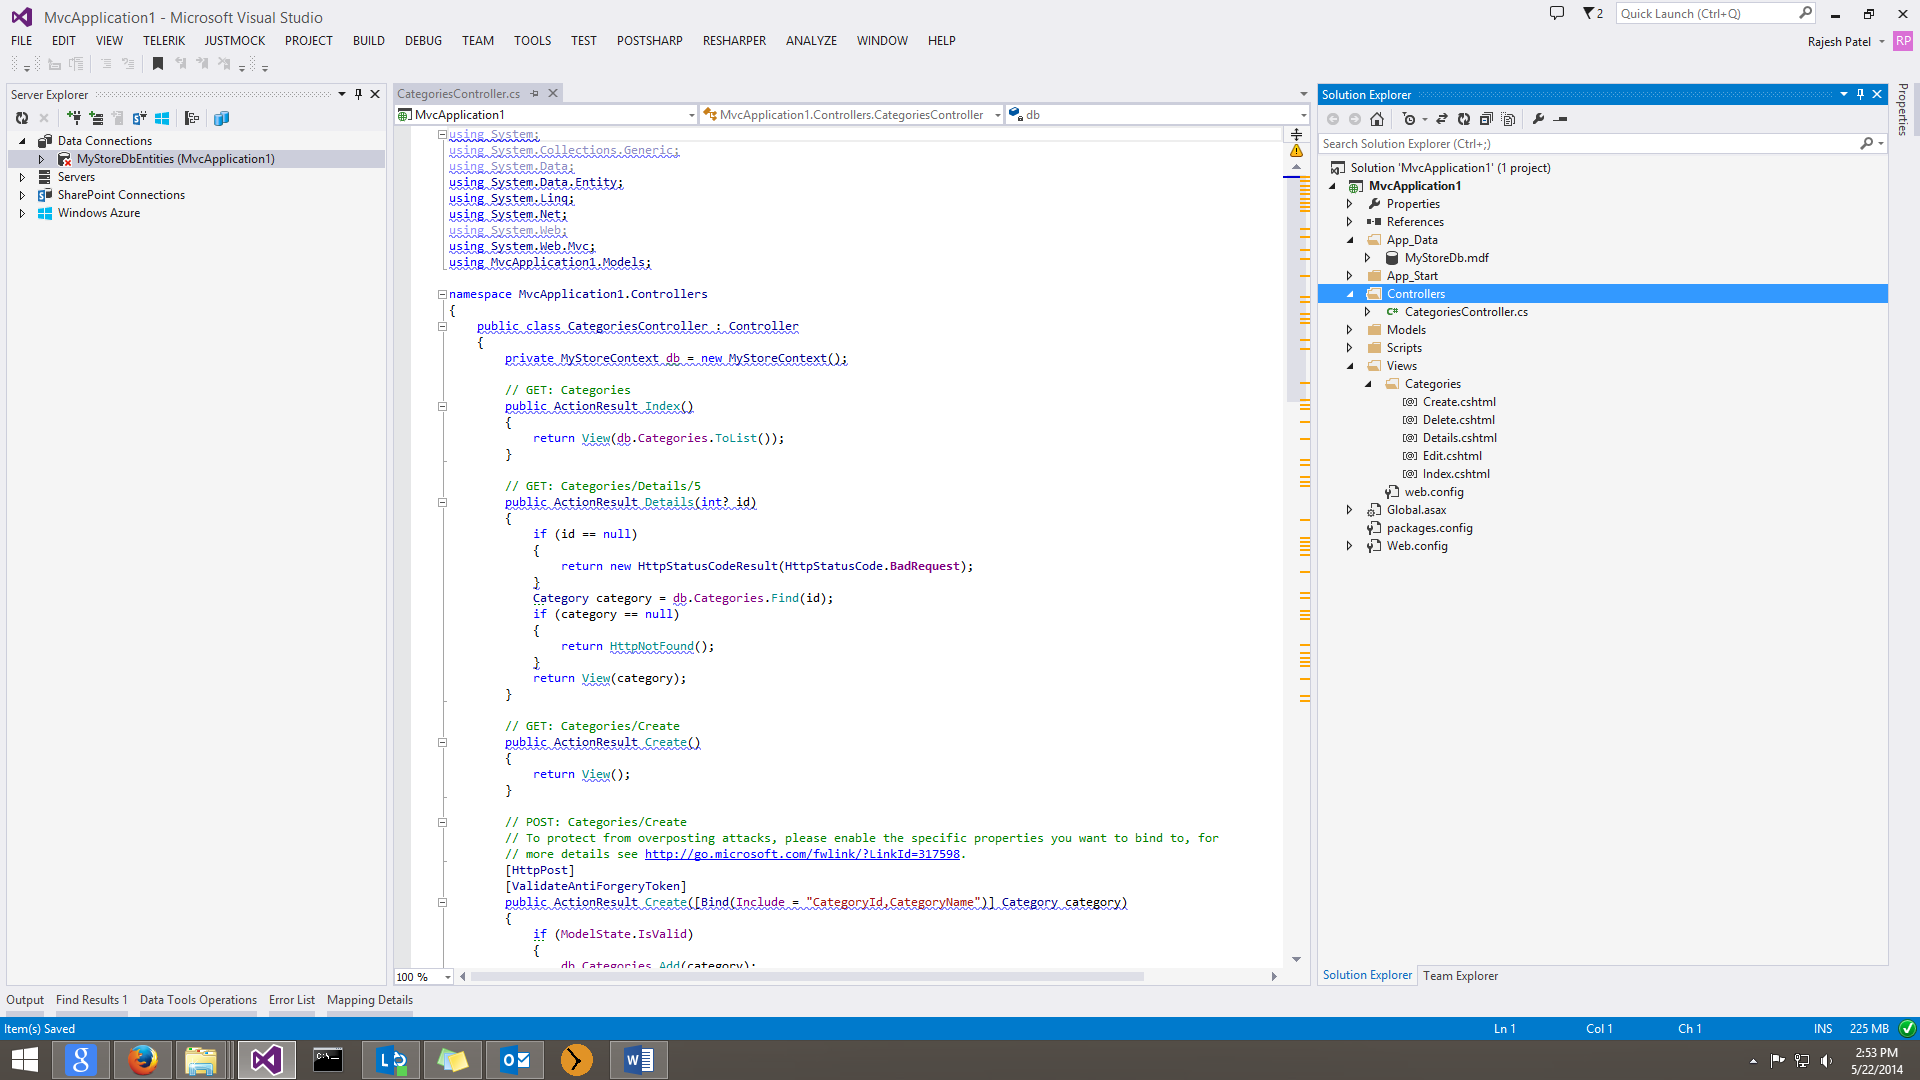 MvcApplication1 - Microsoft Visual Studio
2
Quick Launch (Ctrl+Q)
FILE EDIT VIEW TELERIK JUSTMOCK PROJECT BUILD DEBUG TEAM TOOLS TEST POSTSHARP RESHARPER ANALYZE WINDOW HELP
Rajesh Patel RP
Server Explorer
Data Connections
MyStoreDbEntities (MvcApplication1)
Servers
SharePoint Connections
Windows Azure
CategoriesController.cs
MvcApplication1
MvcApplication1.Controllers.CategoriesController
db
using System;
using System.Collections.Generic;
using System.Data;
using System.Data.Entity;
using System.Linq;
using System.Net;
using System.Web;
using System.Web.Mvc;
using MvcApplication1.Models;
namespace MvcApplication1.Controllers
{
public class CategoriesController : Controller
{
private MyStoreContext db = new MyStoreContext();
// GET: Categories
public ActionResult Index()
{
return View(db.Categories.ToList());
}
// GET: Categories/Details/5
public ActionResult Details(int? id)
{
if (id == null)
{
return new HttpStatusCodeResult(HttpStatusCode.BadRequest);
}
Category category = db.Categories.Find(id);
if (category == null)
{
return HttpNotFound();
}
return View(category);
}
// GET: Categories/Create
public ActionResult Create()
{
return View();
}
// POST: Categories/Create
// To protect from overposting attacks, please enable the specific properties you want to bind to, for
// more details see http://go.microsoft.com/fwlink/?LinkId=317598.
[HttpPost]
[ValidateAntiForgeryToken]
public ActionResult Create([Bind(Include = "CategoryId,CategoryName")] Category category)
{
if (ModelState.IsValid)
{
db.Categories.Add(category);
100 %
Solution Explorer
Search Solution Explorer (Ctrl+;)
Solution 'MvcApplication1' (1 project)
MvcApplication1
Properties
References
App_Data
MyStoreDb.mdf
App_Start
Controllers
C# CategoriesController.cs
Models
Scripts
Views
Categories
[@] Create.cshtml
[@] Delete.cshtml
[@] Details.cshtml
[@] Edit.cshtml
[@] Index.cshtml
web.config
Global.asax
packages.config
Web.config
Solution Explorer Team Explorer
Properties
Output Find Results 1 Data Tools Operations Error List Mapping Details
Item(s) Saved
Ln 1 Col 1 Ch 1 INS 225 MB
2:53 PM
5/22/2014